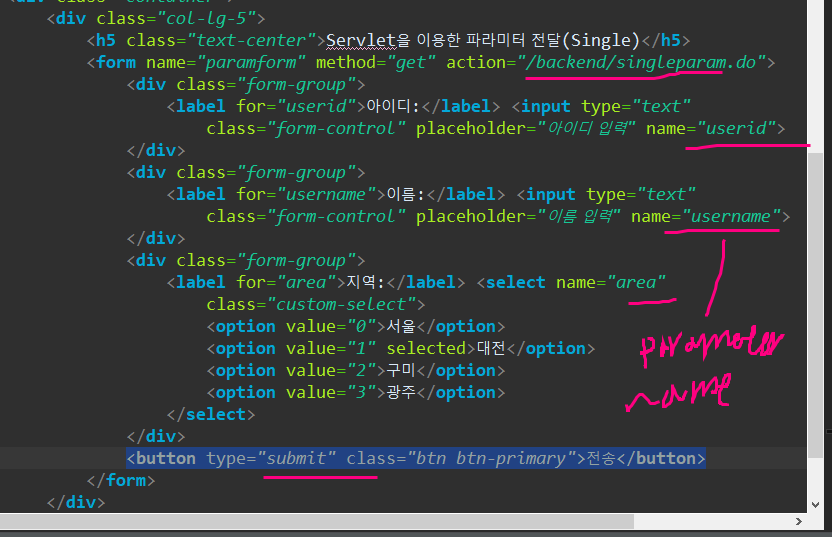 <div class="col-lg-5">
<h5 class="text-center">Servlet을 이용한 파라미터 전달(Single)</h5>
<form name="paramform" method="get" action="/backend/singleparam.do">
<div class="form-group">
<label for="userid">아이디:</label> <input type="text"
class="form-control" placeholder="아이디 입력" name="userid">
</div>
<div class="form-group">
<label for="username">이름:</label> <input type="text"
class="form-control" placeholder="이름 입력" name="username">
</div>
<div class="form-group">
<label for="area">지역:</label> <select name="area"
class="custom-select">
<option value="0">서울</option>
<option value="1" selected>대전</option>
<option value="2">구미</option>
<option value="3">광주</option>
</select>
parameter
name
</div>
<button type="submit" class="btn btn-primary">전송</button>
</form>
</div>